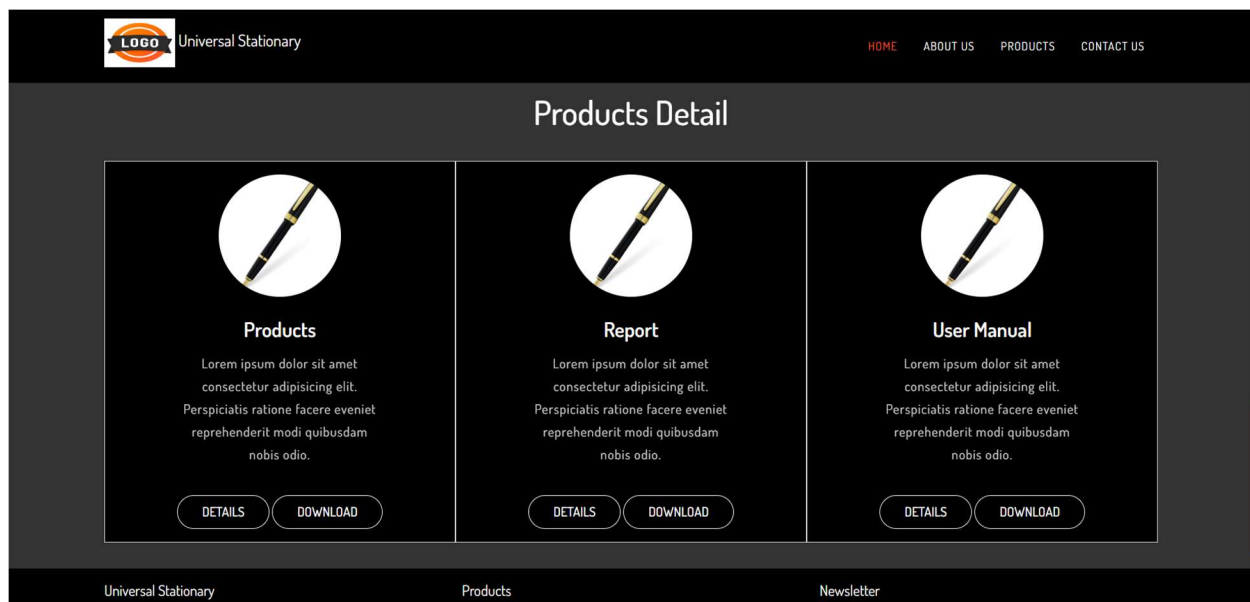 LOGO
Universal Stationary
HOME
ABOUT US
PRODUCTS
CONTACT US
Products Detail
Products
Lorem ipsum dolor sit amet
consectetur adipisicing elit.
Perspiciatis ratione facere eveniet
reprehenderit modi quibusdam
nobis odio.
DETAILS
DOWNLOAD
Report
Lorem ipsum dolor sit amet
consectetur adipisicing elit.
Perspiciatis ratione facere eveniet
reprehenderit modi quibusdam
nobis odio.
DETAILS
DOWNLOAD
User Manual
Lorem ipsum dolor sit amet
consectetur adipisicing elit.
Perspiciatis ratione facere eveniet
reprehenderit modi quibusdam
nobis odio.
DETAILS
DOWNLOAD
Universal Stationary
Products
Newsletter